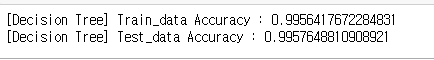 [Decision Tree] Train_data Accuracy : 0.9956417672284831
[Decision Tree] Test_data Accuracy : 0.9957648810908921